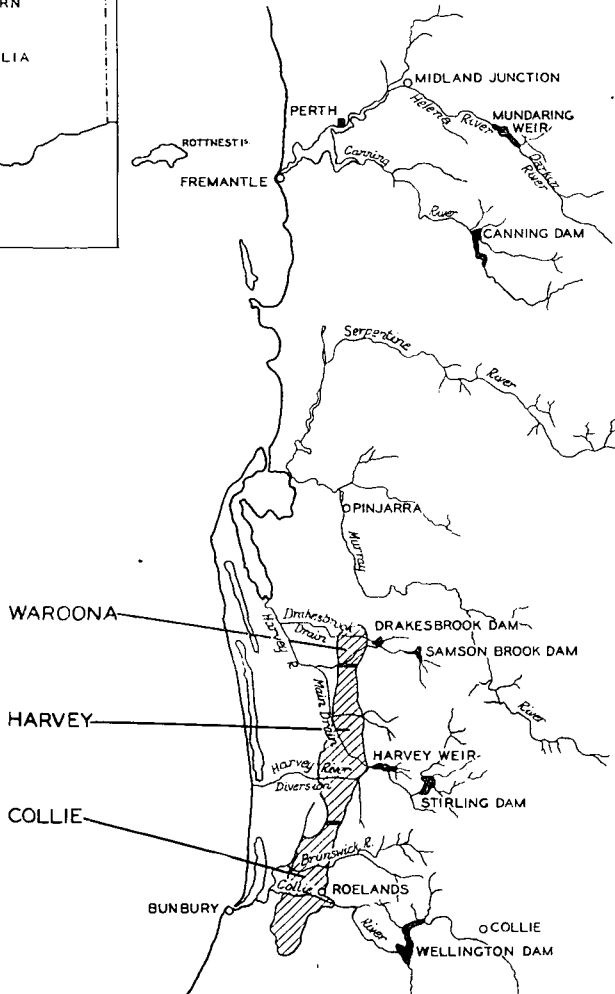 RN
LIA
MIDLAND JUNCTION
PERTH
Helena River
MUNDARING
WEIR
Darkin
River
ROTTNEST IS.
Canning
River
FREMANTLE
CANNING DAM
Serpentine
River
PINJARRA
Murray
River
WAROONA
Drakesbrook
Drain
DRAKESBROOK DAM
SAMSON BROOK DAM
Harvey R.
Main Drain
HARVEY
HARVEY WEIR
Harvey River
Diversion
STIRLING DAM
COLLIE
Brunswick R.
Collie
River
ROELANDS
BUNBURY
COLLIE
WELLINGTON DAM